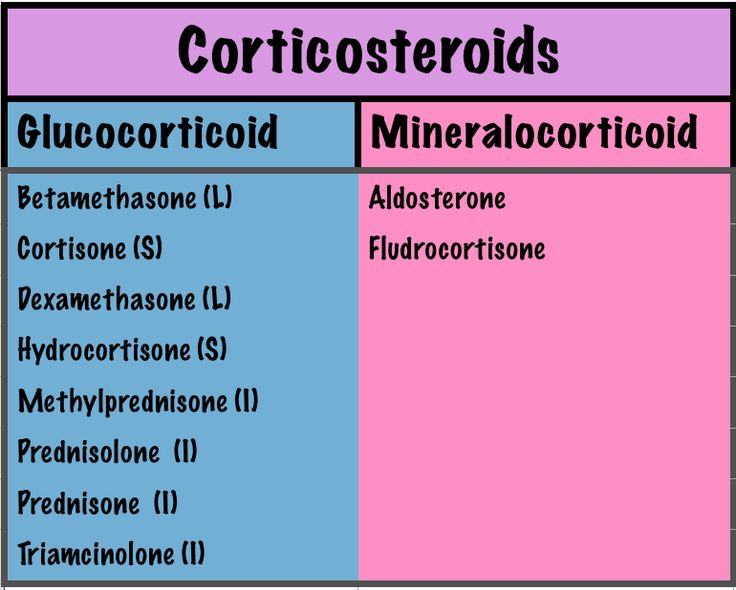 Corticosteroids
Glucocorticoid
Mineralocorticoid
Betamethasone (L)
Aldosterone
Cortisone (S)
Fludrocortisone
Dexamethasone (L)
Hydrocortisone (S)
Methylprednisone (I)
Prednisolone (I)
Prednisone (I)
Triamcinolone (I)